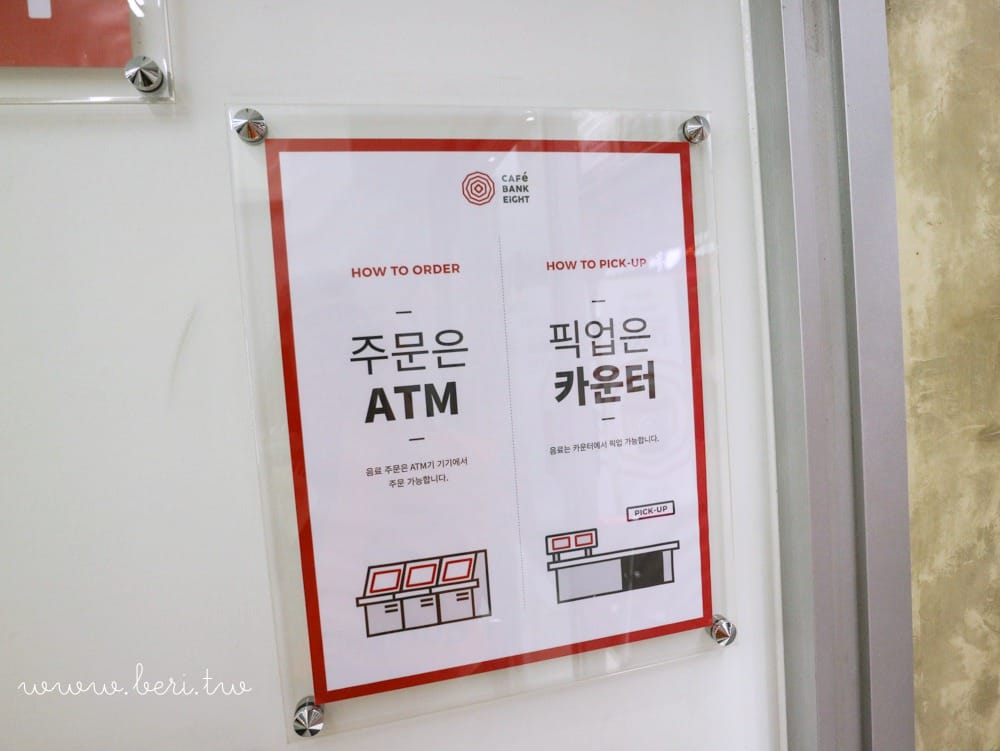 CAFé
BANK
EiGHT
HOW TO ORDER
주문은
ATM
음료 주문은 ATM기 기기에서
주문 가능합니다.
HOW TO PICK-UP
픽업은
카운터
음료는 카운터에서 픽업 가능합니다.
PICK-UP
www.beri.tw